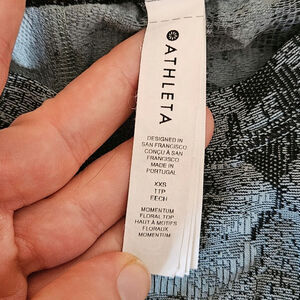 ATHLETA
DESIGNED IN
SAN FRANCISCO
CONÇU À SAN
FRANCISCO
MADE IN
PORTUGAL
XXS
TTP
EECH
MOMENTUM
FLORAL TOP
HAUT À MOTIFS
FLORAUX
MOMENTUM